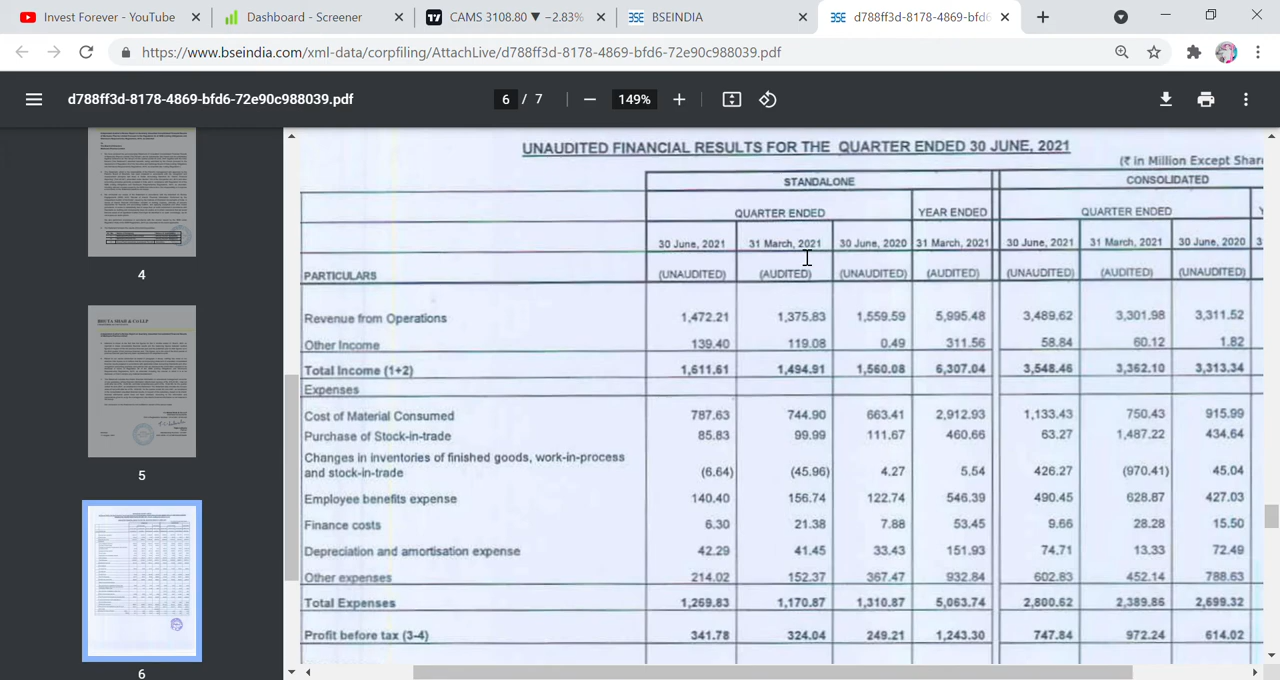 Invest Forever - YouTube
Dashboard - Screener
CAMS 3108.80 ▼ −2.83%
BSEINDIA
d788ff3d-8178-4869-bfd6
https://www.bseindia.com/xml-data/corpfiling/AttachLive/d788ff3d-8178-4869-bfd6-72e90c988039.pdf
d788ff3d-8178-4869-bfd6-72e90c988039.pdf
6 / 7
149%
4
5
6
UNAUDITED FINANCIAL RESULTS FOR THE QUARTER ENDED 30 JUNE, 2021
(₹ in Million Except Shar
STANDALONE CONSOLIDATED
QUARTER ENDED YEAR ENDED QUARTER ENDED Y
30 June, 2021 31 March, 2021 30 June, 2020 31 March, 2021 30 June, 2021 31 March, 2021 30 June, 2020 3
PARTICULARS (UNAUDITED) (AUDITED) (UNAUDITED) (AUDITED) (UNAUDITED) (AUDITED) (UNAUDITED)
Revenue from Operations 1,472.21 1,375.83 1,559.59 5,995.48 3,489.62 3,301.98 3,311.52
Other Income 139.40 119.08 0.49 311.56 58.84 60.12 1.82
Total Income (1+2) 1,611.61 1,494.91 1,560.08 6,307.04 3,548.46 3,362.10 3,313.34
Expenses
Cost of Material Consumed 787.63 744.90 663.41 2,912.93 1,133.43 750.43 915.99
Purchase of Stock-in-trade 85.83 99.99 111.67 460.66 63.27 1,487.22 434.64
Changes in inventories of finished goods, work-in-process
and stock-in-trade (6.64) (45.96) 4.27 5.54 426.27 (970.41) 45.04
Employee benefits expense 140.40 156.74 122.74 546.39 490.45 628.87 427.03
Finance costs 6.30 21.38 7.88 53.45 9.66 28.28 15.50
Depreciation and amortisation expense 42.29 41.45 33.43 151.93 74.71 13.33 72.49
Other expenses 214.02 152.37 367.47 932.84 602.83 452.14 788.63
Total Expenses 1,269.83 1,170.87 1,310.87 5,063.74 2,800.62 2,389.86 2,699.32
Profit before tax (3-4) 341.78 324.04 249.21 1,243.30 747.84 972.24 614.02